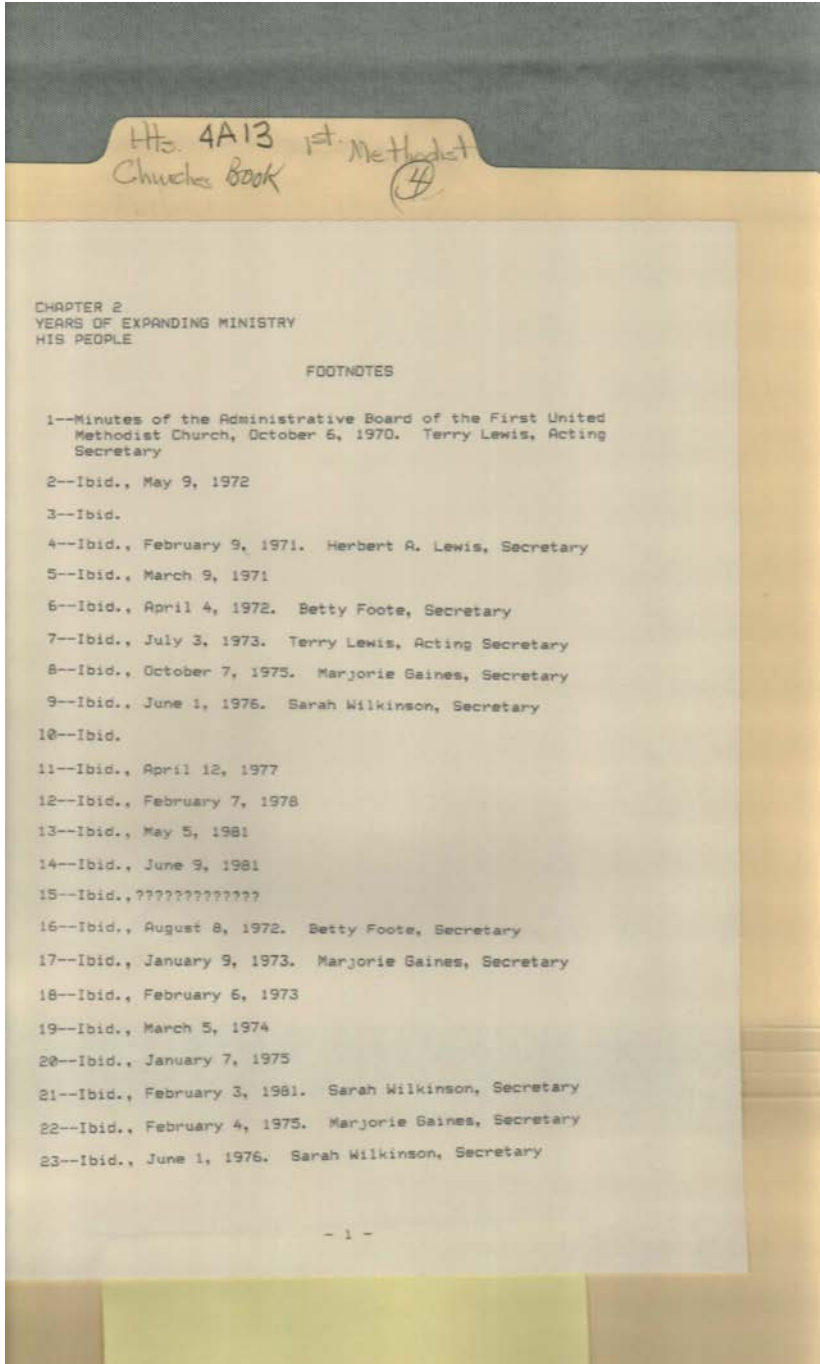 Hts. 4A13 1st. Methodist
Churches Book 4
CHAPTER 2
YEARS OF EXPANDING MINISTRY
HIS PEOPLE
FOOTNOTES
1--Minutes of the Administrative Board of the First United
Methodist Church, October 6, 1970. Terry Lewis, Acting
Secretary
2--Ibid., May 9, 1972
3--Ibid.
4--Ibid., February 9, 1971. Herbert A. Lewis, Secretary
5--Ibid., March 9, 1971
6--Ibid., April 4, 1972. Betty Foote, Secretary
7--Ibid., July 3, 1973. Terry Lewis, Acting Secretary
8--Ibid., October 7, 1975. Marjorie Gaines, Secretary
9--Ibid., June 1, 1976. Sarah Wilkinson, Secretary
10--Ibid.
11--Ibid., April 12, 1977
12--Ibid., February 7, 1978
13--Ibid., May 5, 1981
14--Ibid., June 9, 1981
15--Ibid.,?????????????
16--Ibid., August 8, 1972. Betty Foote, Secretary
17--Ibid., January 9, 1973. Marjorie Gaines, Secretary
18--Ibid., February 6, 1973
19--Ibid., March 5, 1974
20--Ibid., January 7, 1975
21--Ibid., February 3, 1981. Sarah Wilkinson, Secretary
22--Ibid., February 4, 1975. Marjorie Gaines, Secretary
23--Ibid., June 1, 1976. Sarah Wilkinson, Secretary
- 1 -